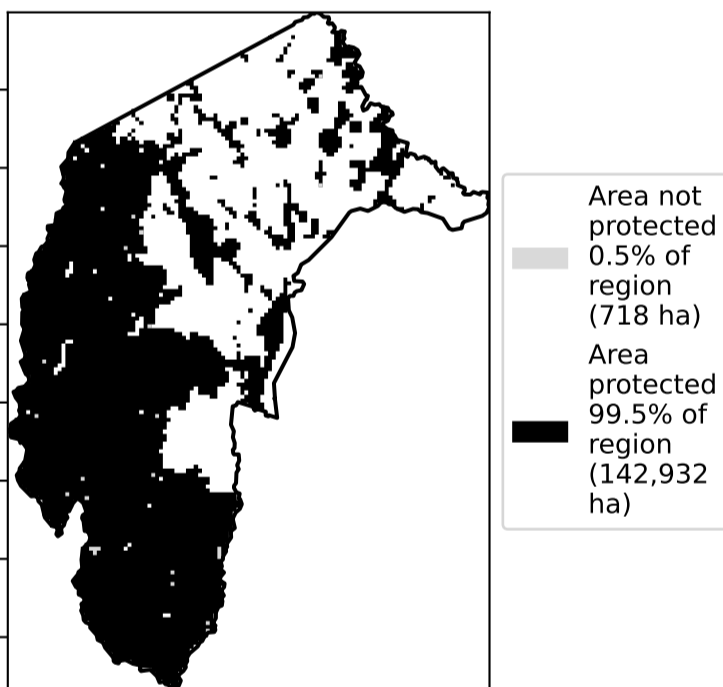 Area not
protected
0.5% of
region
(718 ha)
Area
protected
99.5% of
region
(142,932
ha)